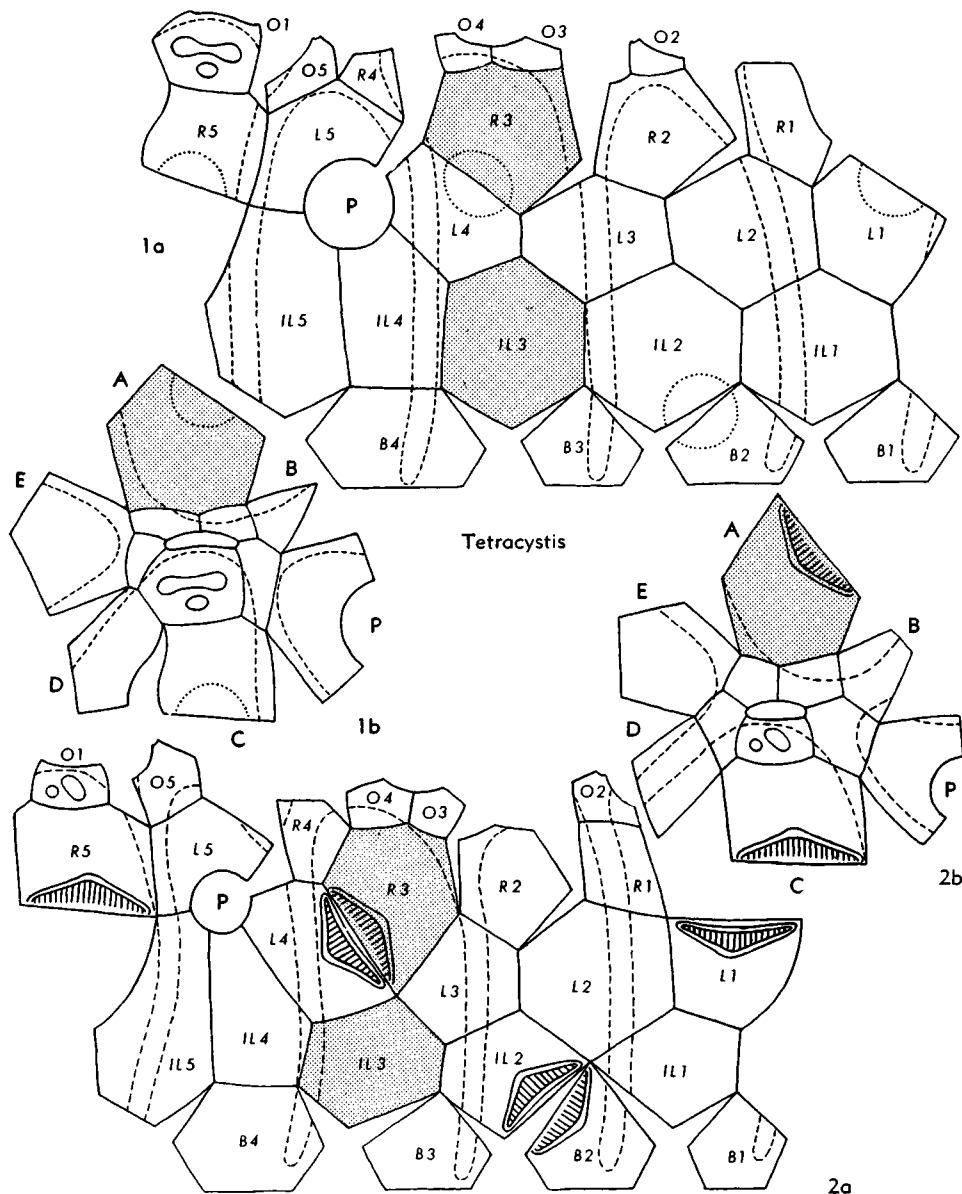 O1
O5
R4
O4
O3
O2
R5
L5
R3
R2
R1
P
L4
L3
L2
L1
1a
IL5
IL4
IL3
IL2
IL1
B4
B3
B2
B1
A
E
B
D
C
P
1b
Tetracystis
A
E
B
D
P
C
2b
O1
O5
R4
O4
O3
O2
R5
L5
R3
R2
R1
P
L4
L3
L2
L1
IL5
IL4
IL3
IL2
IL1
B4
B3
B2
B1
2a